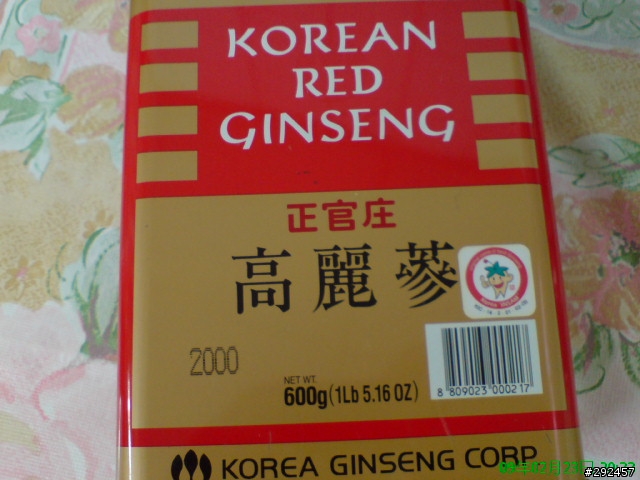 KOREAN
RED
GINSENG
正官庄
高麗蔘
2000
NET WT.
600g (1Lb 5.16 OZ)
8 809023 000217
KOREA GINSENG CORP
#292457